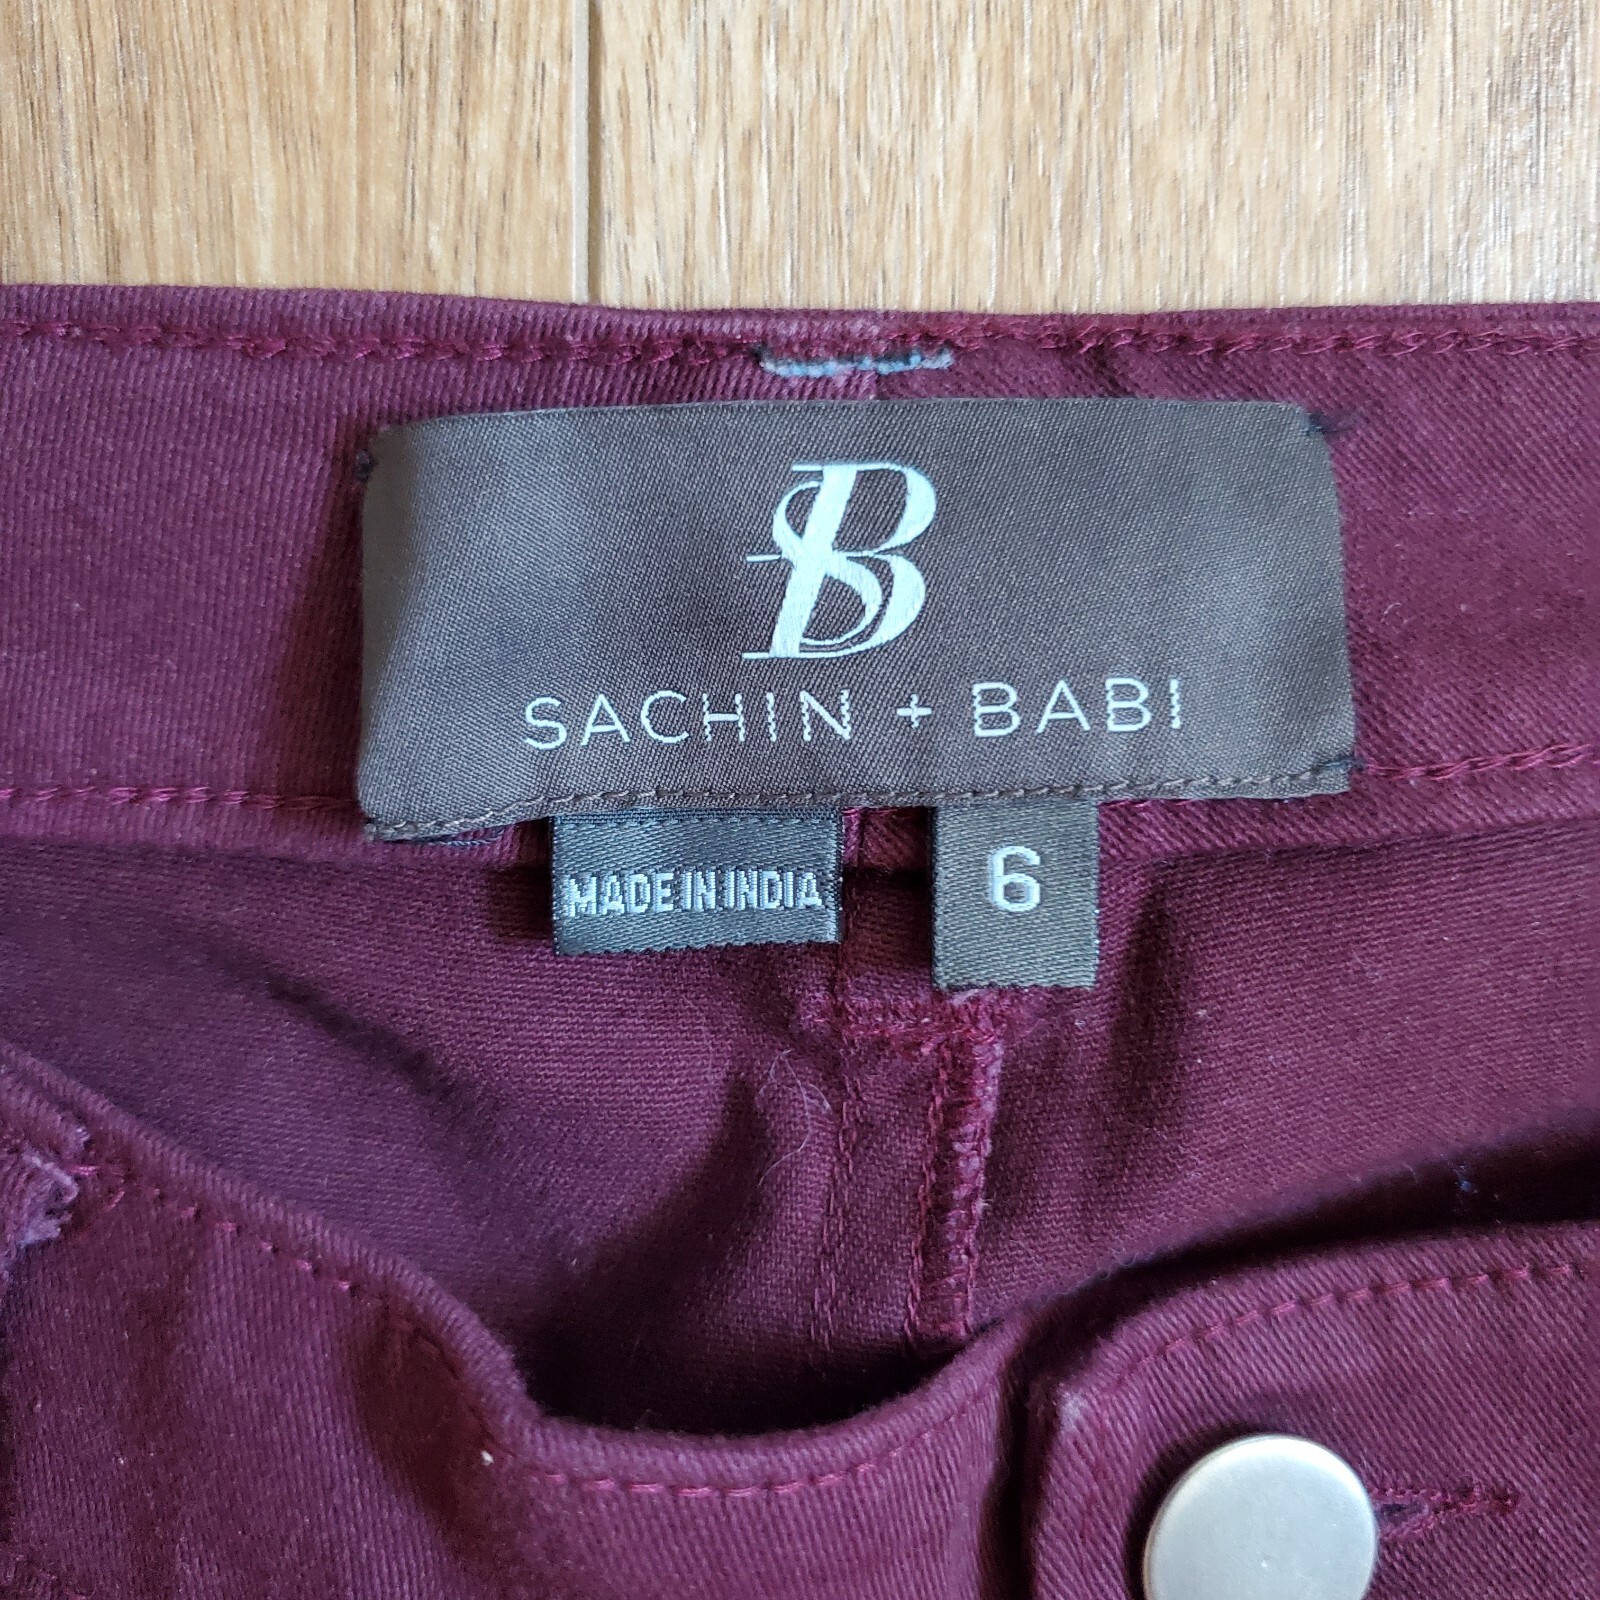 SB
SACHIN + BABI
MADE IN INDIA
6